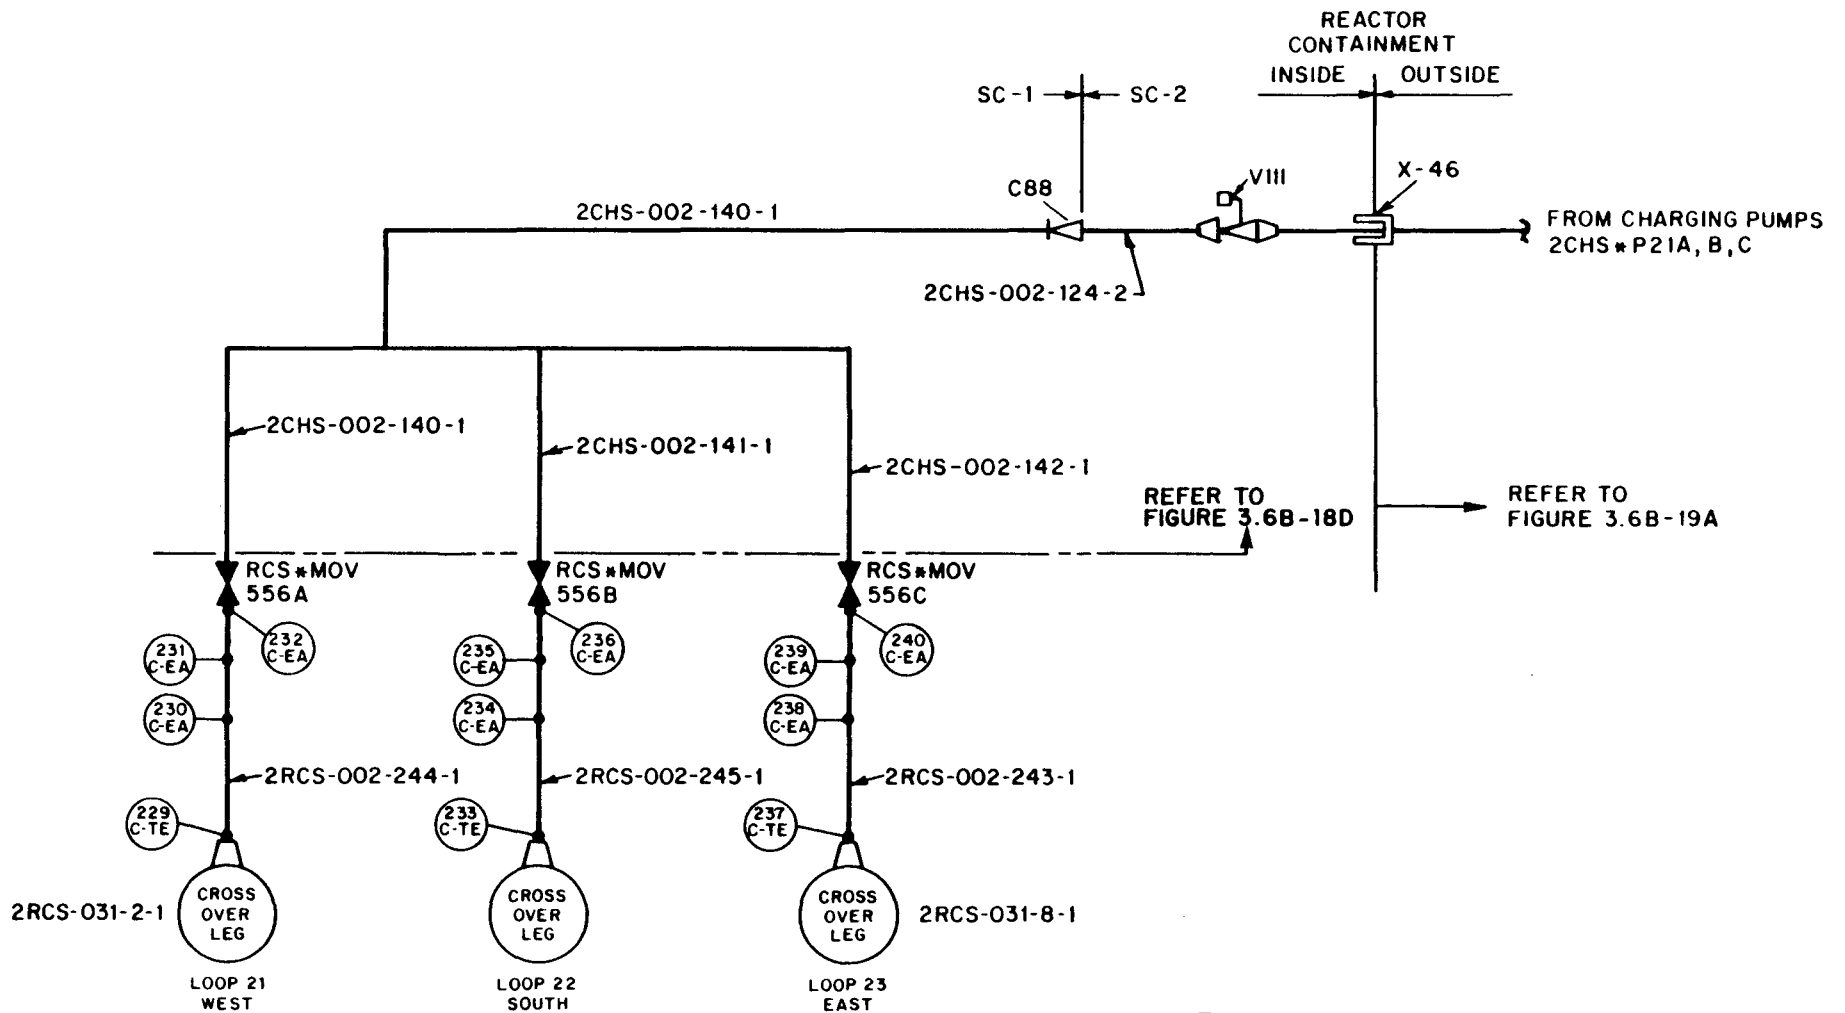 REACTOR
CONTAINMENT
INSIDE
OUTSIDE
SC-1
SC-2
X-46
V111
C88
2CHS-002-140-1
FROM CHARGING PUMPS
2CHS*P21A, B, C
2CHS-002-124-2
2CHS-002-140-1
2CHS-002-141-1
2CHS-002-142-1
REFER TO
FIGURE 3.6B-18D
REFER TO
FIGURE 3.6B-19A
RCS*MOV
556A
RCS*MOV
556B
RCS*MOV
556C
231
C-EA
232
C-EA
235
C-EA
236
C-EA
239
C-EA
240
C-EA
230
C-EA
234
C-EA
238
C-EA
2RCS-002-244-1
2RCS-002-245-1
2RCS-002-243-1
229
C-TE
233
C-TE
237
C-TE
2RCS-031-2-1
CROSS
OVER
LEG
CROSS
OVER
LEG
CROSS
OVER
LEG
2RCS-031-8-1
LOOP 21
WEST
LOOP 22
SOUTH
LOOP 23
EAST